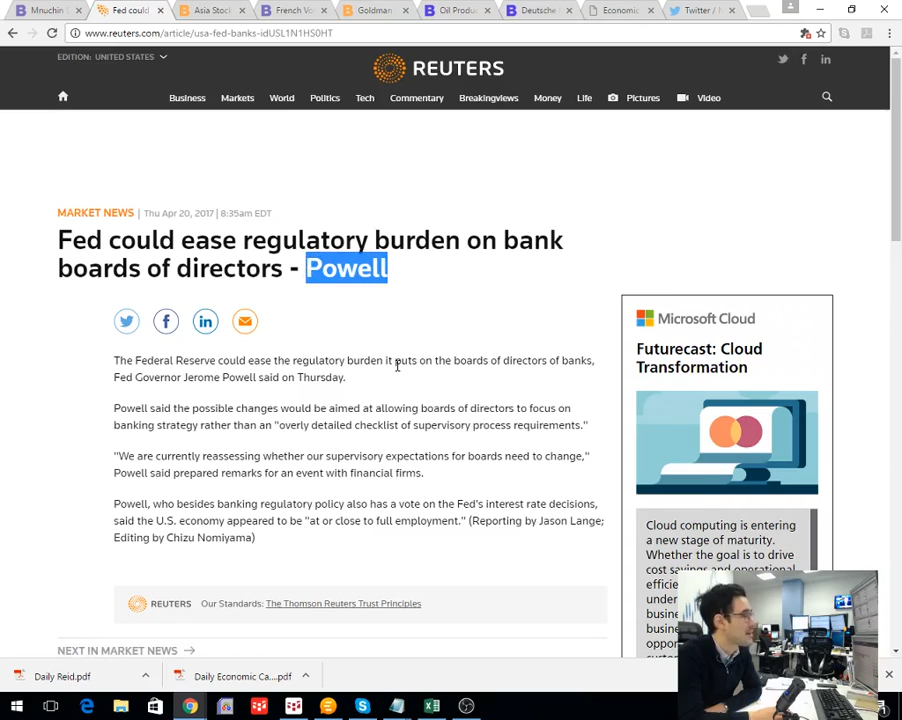 Mnuchin
Fed could
Asia Stock
French Vo
Goldman
Oil Produ
Deutsche
Economic
Twitter /
www.reuters.com/article/usa-fed-banks-idUSL1N1HS0HT
EDITION: UNITED STATES
REUTERS
Business Markets World Politics Tech Commentary Breakingviews Money Life Pictures Video
MARKET NEWS | Thu Apr 20, 2017 | 8:35am EDT
Fed could ease regulatory burden on bank
boards of directors - Powell
The Federal Reserve could ease the regulatory burden it puts on the boards of directors of banks,
Fed Governor Jerome Powell said on Thursday.
Powell said the possible changes would be aimed at allowing boards of directors to focus on
banking strategy rather than an "overly detailed checklist of supervisory process requirements."
"We are currently reassessing whether our supervisory expectations for boards need to change,"
Powell said prepared remarks for an event with financial firms.
Powell, who besides banking regulatory policy also has a vote on the Fed's interest rate decisions,
said the U.S. economy appeared to be "at or close to full employment." (Reporting by Jason Lange;
Editing by Chizu Nomiyama)
REUTERS Our Standards: The Thomson Reuters Trust Principles
NEXT IN MARKET NEWS
Microsoft Cloud
Futurecast: Cloud
Transformation
Cloud computing is entering
a new stage of maturity.
Whether the goal is to drive
cost savings and operational
Daily Reid.pdf
Daily Economic Ca....pdf